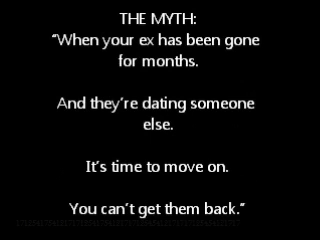 THE MYTH:
“When your ex has been gone
for months.
And they’re dating someone
else.
It’s time to move on.
You can’t get them back.”